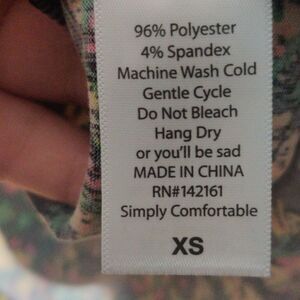 96% Polyester
4% Spandex
Machine Wash Cold
Gentle Cycle
Do Not Bleach
Hang Dry
or you'll be sad
MADE IN CHINA
RN#142161
Simply Comfortable
XS